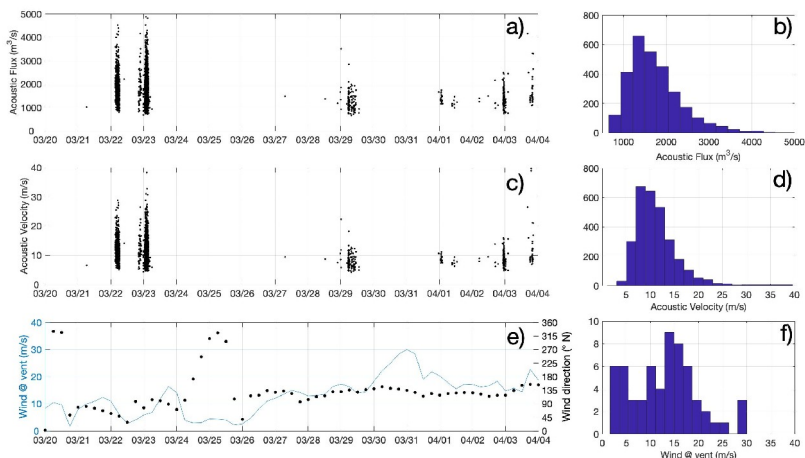 5000
4000
3000
2000
1000
0
Acoustic Flux (m³/s)
a)
03/20 03/21 03/22 03/23 03/24 03/25 03/26 03/27 03/28 03/29 03/30 03/31 04/01 04/02 04/03 04/04
800
600
400
200
0
b)
1000 2000 3000 4000 5000
Acoustic Flux (m³/s)
40
30
20
10
0
Acoustic Velocity (m/s)
c)
03/20 03/21 03/22 03/23 03/24 03/25 03/26 03/27 03/28 03/29 03/30 03/31 04/01 04/02 04/03 04/04
800
600
400
200
0
d)
5 10 15 20 25 30 35 40
Acoustic Velocity (m/s)
40
30
20
10
0
Wind @ vent (m/s)
e)
360
315
270
225
180
135
90
45
0
Wind direction (° N)
03/20 03/21 03/22 03/23 03/24 03/25 03/26 03/27 03/28 03/29 03/30 03/31 04/01 04/02 04/03 04/04
10
8
6
4
2
0
f)
0 10 20 30 40
Wind @ vent (m/s)